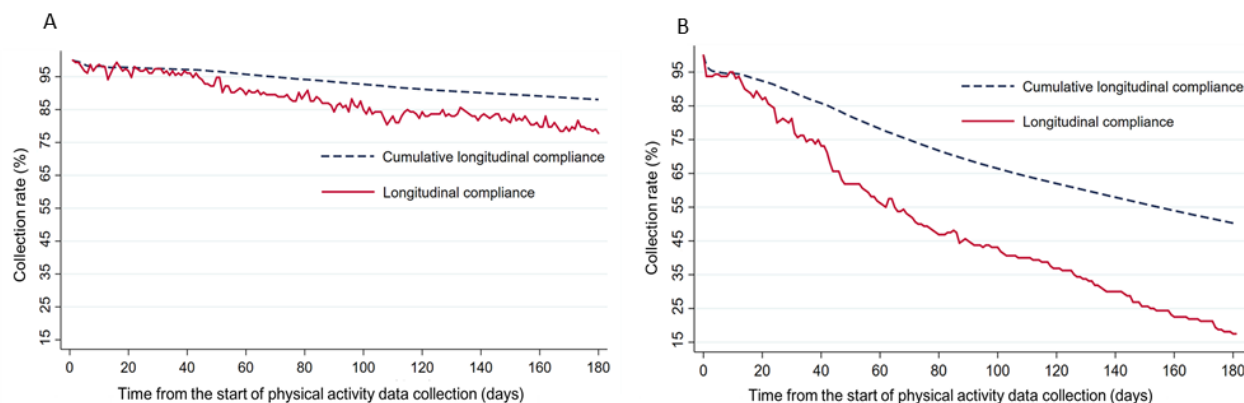 A
Collection rate (%)
95
85
75
65
55
45
35
25
15
Cumulative longitudinal compliance
Longitudinal compliance
0 20 40 60 80 100 120 140 160 180
Time from the start of physical activity data collection (days)
B
Collection rate (%)
95
85
75
65
55
45
35
25
15
Cumulative longitudinal compliance
Longitudinal compliance
0 20 40 60 80 100 120 140 160 180
Time from the start of physical activity data collection (days)